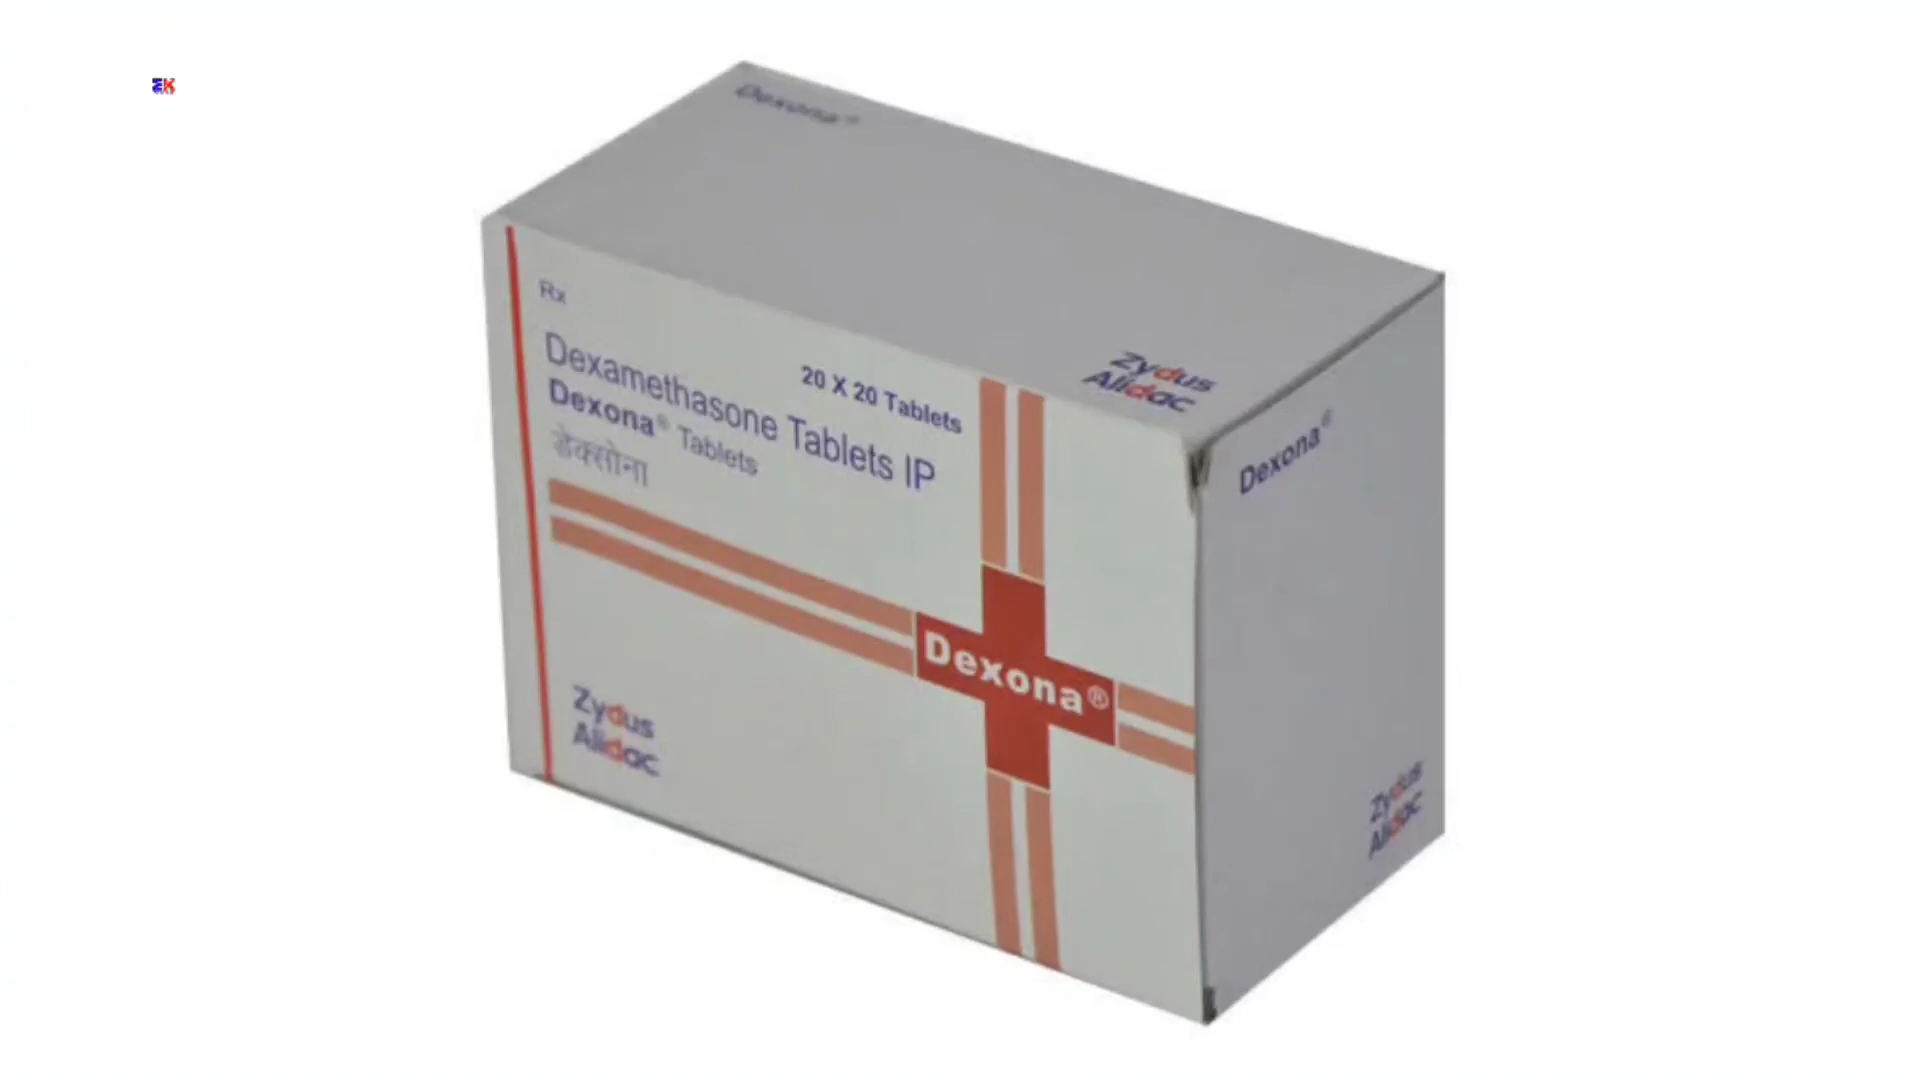 Dexona®
Rx
Dexamethasone Tablets IP
20 X 20 Tablets
Dexona® Tablets
डेक्सोना
Dexona®
Zydus
Alidac
Zydus
Alidac
Dexona®
Zydus
Alidac